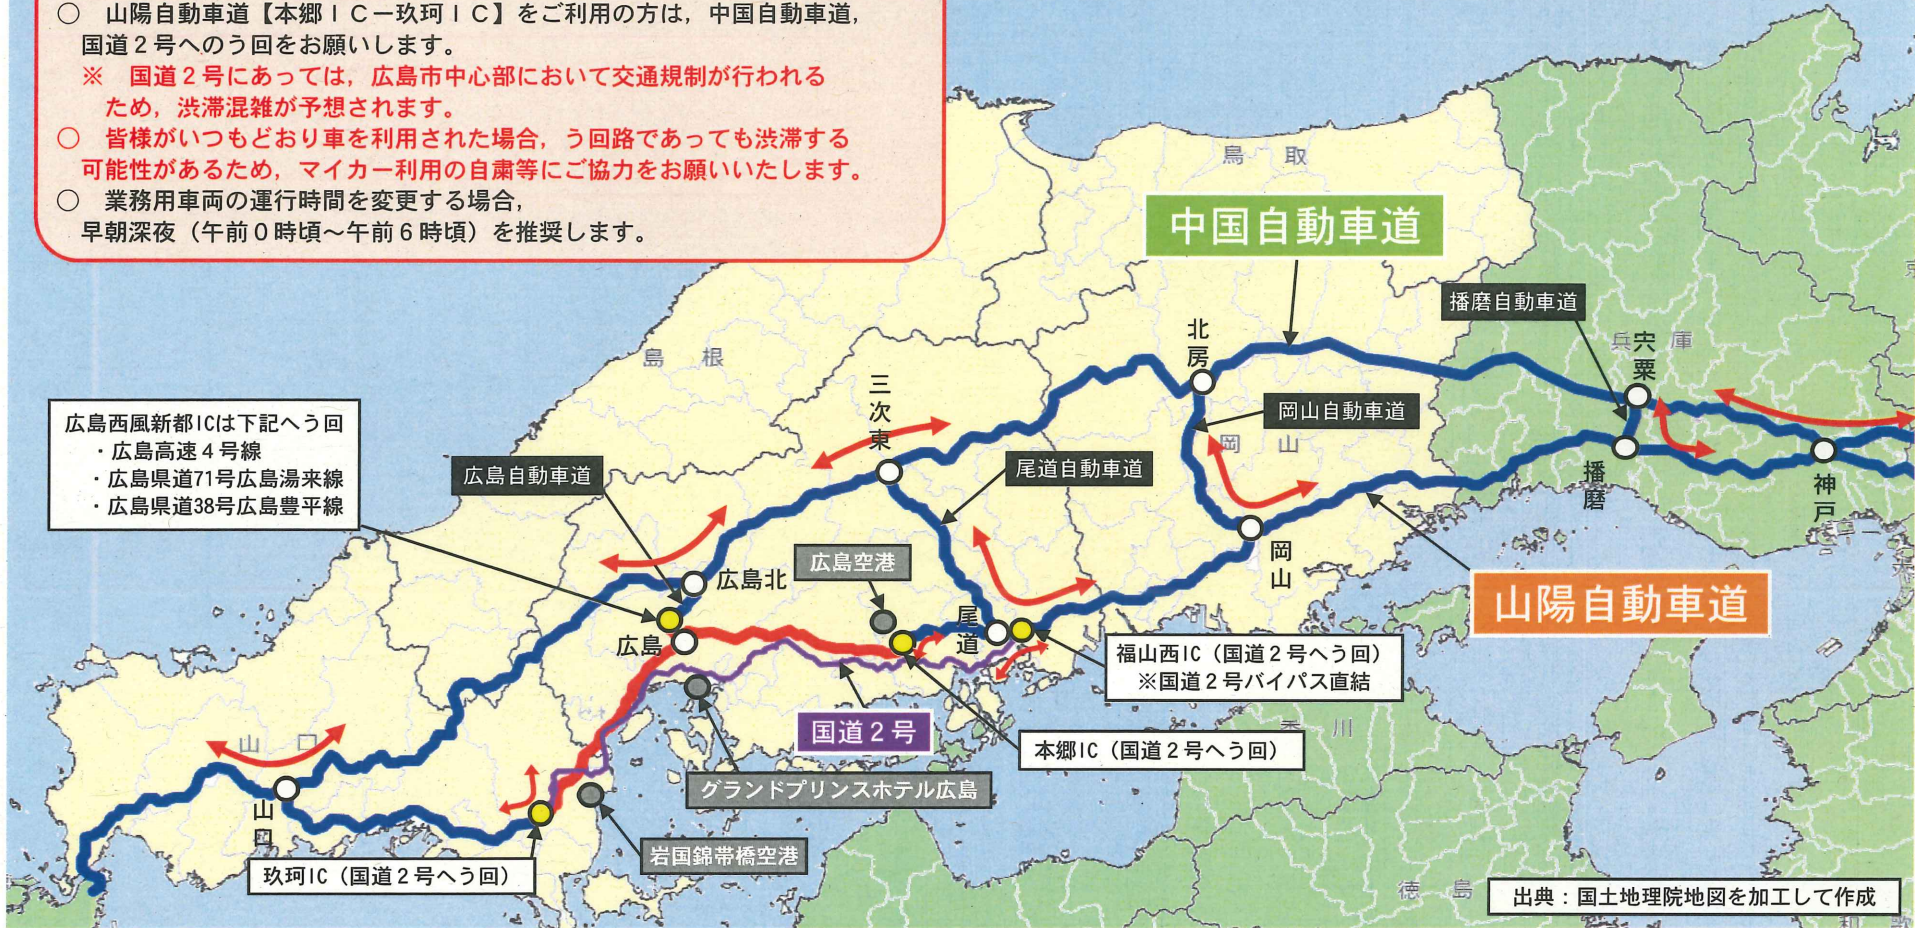 ○ 山陽自動車道【本郷ＩＣー玖珂ＩＣ】をご利用の方は，中国自動車道，
国道２号へのう回をお願いします。
※ 国道２号にあっては，広島市中心部において交通規制が行われる
ため，渋滞混雑が予想されます。
○ 皆様がいつもどおり車を利用された場合，う回路であっても渋滞する
可能性があるため，マイカー利用の自粛等にご協力をお願いいたします。
○ 業務用車両の運行時間を変更する場合，
早朝深夜（午前０時頃～午前６時頃）を推奨します。
鳥取
中国自動車道
播磨自動車道
兵庫
宍粟
北房
島根
三次東
岡山自動車道
岡山
広島西風新都ICは下記へう回
・広島高速４号線
・広島県道71号広島湯来線
・広島県道38号広島豊平線
広島自動車道
尾道自動車道
播磨
神戸
広島空港
岡山
広島北
山陽自動車道
尾道
広島
福山西IC（国道２号へう回）
※国道２号バイパス直結
国道２号
香川
本郷IC（国道２号へう回）
山口
グランドプリンスホテル広島
山口
岩国錦帯橋空港
玖珂IC（国道２号へう回）
徳島
出典：国土地理院地図を加工して作成
和歌